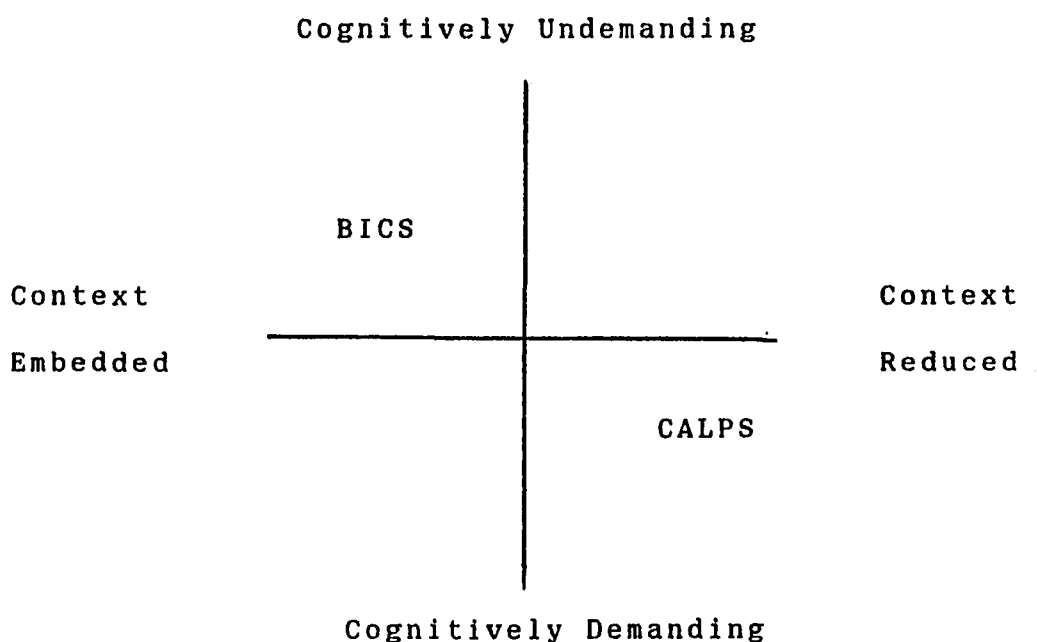 Cognitively Undemanding
BICS
Context
Embedded
Context
Reduced
CALPS
Cognitively Demanding